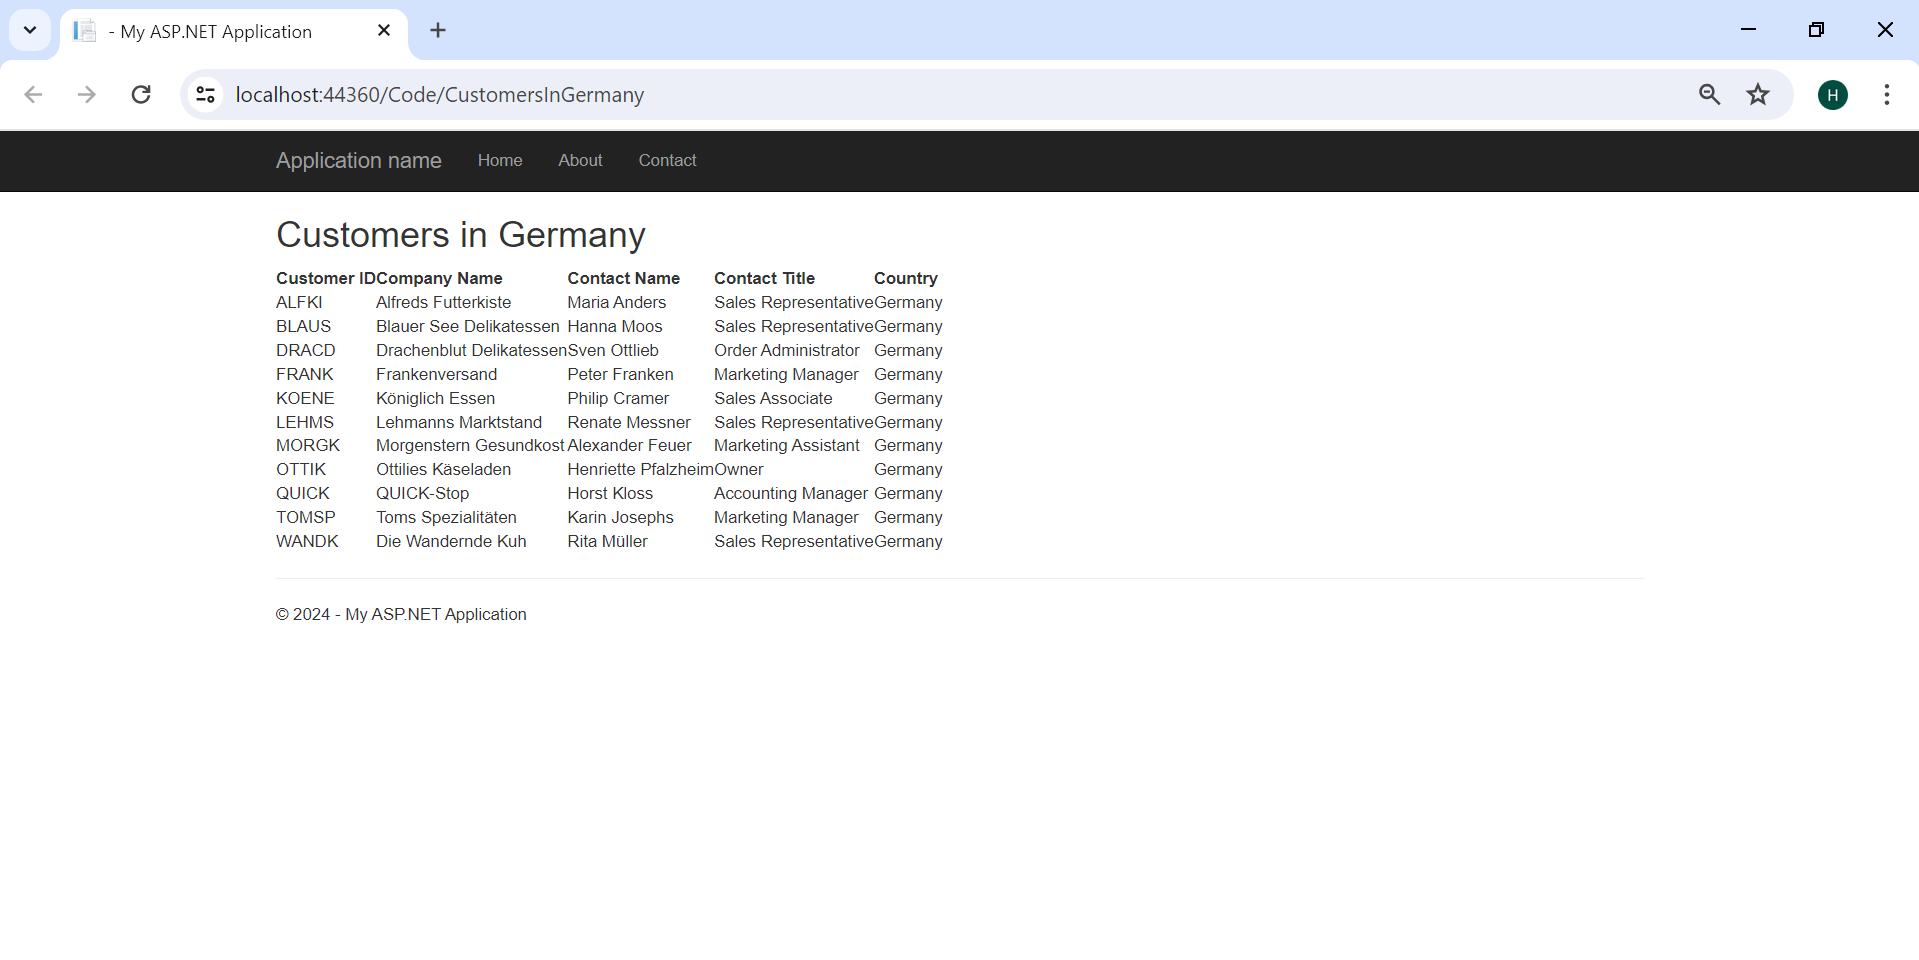 - My ASP.NET Application
localhost:44360/Code/CustomersInGermany
H
Application name Home About Contact
Customers in Germany
Customer ID Company Name Contact Name Contact Title Country
ALFKI Alfreds Futterkiste Maria Anders Sales Representative Germany
BLAUS Blauer See Delikatessen Hanna Moos Sales Representative Germany
DRACD Drachenblut Delikatessen Sven Ottlieb Order Administrator Germany
FRANK Frankenversand Peter Franken Marketing Manager Germany
KOENE Königlich Essen Philip Cramer Sales Associate Germany
LEHMS Lehmanns Marktstand Renate Messner Sales Representative Germany
MORGK Morgenstern Gesundkost Alexander Feuer Marketing Assistant Germany
OTTIK Ottilies Käseladen Henriette Pfalzheim Owner Germany
QUICK QUICK-Stop Horst Kloss Accounting Manager Germany
TOMSP Toms Spezialitäten Karin Josephs Marketing Manager Germany
WANDK Die Wandernde Kuh Rita Müller Sales Representative Germany
© 2024 - My ASP.NET Application